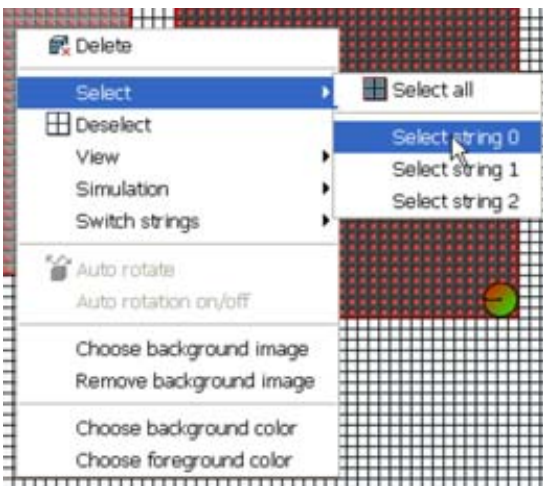 Delete
Select
Select all
Deselect
Select string 0
View
Select string 1
Simulation
Select string 2
Switch strings
Auto rotate
Auto rotation on/off
Choose background image
Remove background image
Choose background color
Choose foreground color